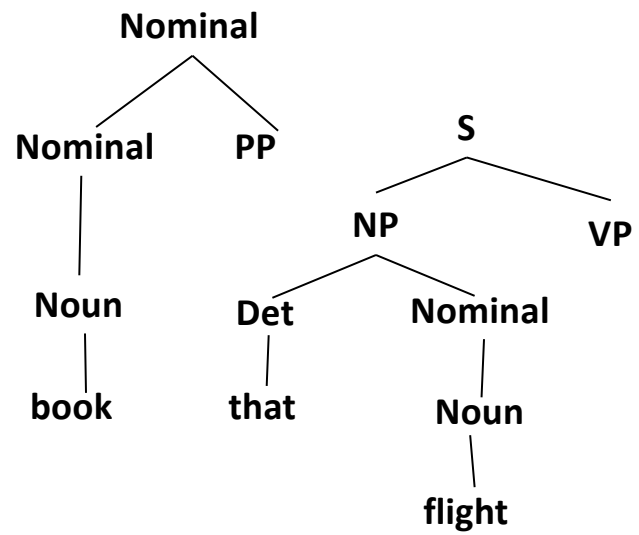 Nominal
Nominal PP
S
NP VP
Noun Det Nominal
book that Noun
flight